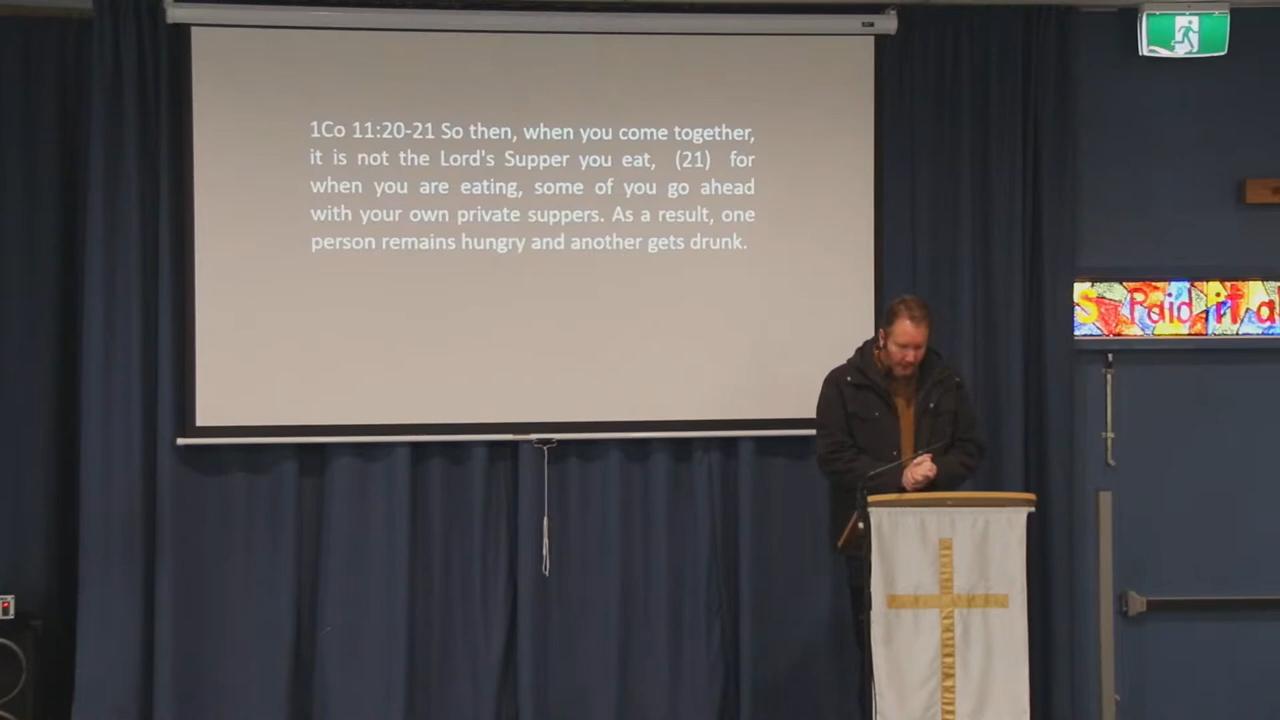 1Co 11:20-21 So then, when you come together,
it is not the Lord's Supper you eat, (21) for
when you are eating, some of you go ahead
with your own private suppers. As a result, one
person remains hungry and another gets drunk.
S Paid it a